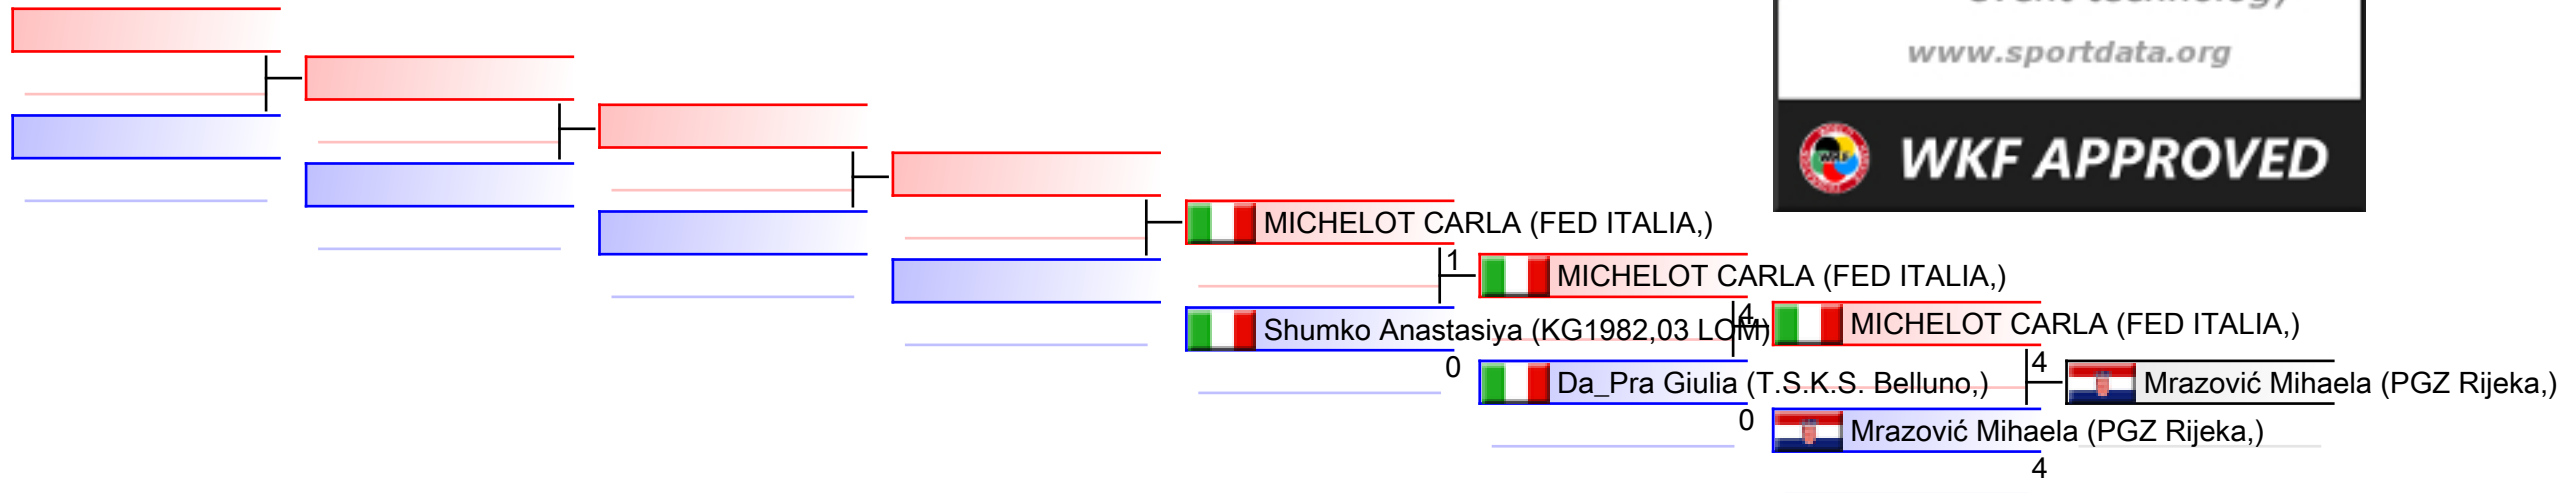 www.sportdata.org
WKF APPROVED
MICHELOT CARLA (FED ITALIA,)
1
MICHELOT CARLA (FED ITALIA,)
Shumko Anastasiya (KG1982,03 LOM)
0
4
MICHELOT CARLA (FED ITALIA,)
Da_Pra Giulia (T.S.K.S. Belluno,)
0
4
Mrazović Mihaela (PGZ Rijeka,)
Mrazović Mihaela (PGZ Rijeka,)
4